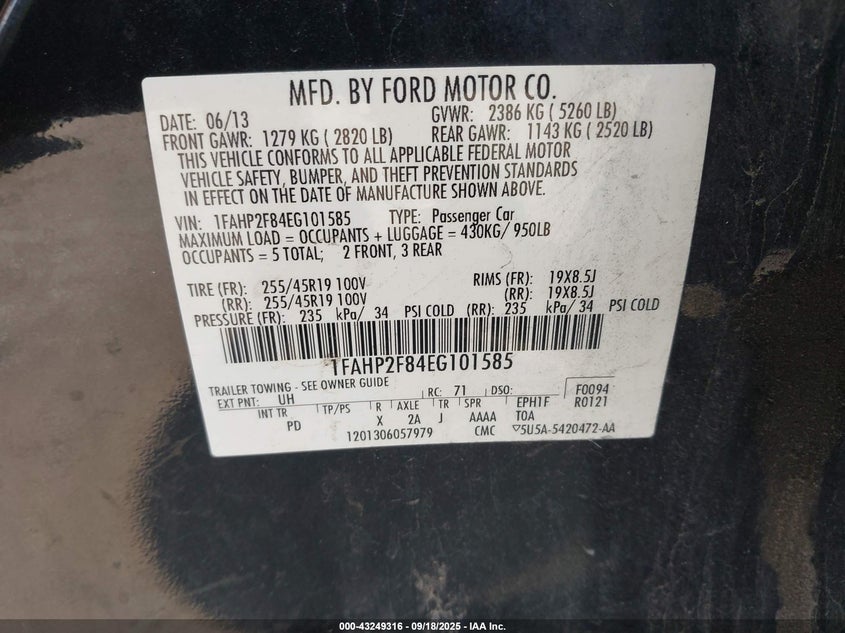 MFD. BY FORD MOTOR CO.
DATE: 06/13 GVWR: 2386 KG ( 5260 LB)
FRONT GAWR: 1279 KG ( 2820 LB) REAR GAWR: 1143 KG ( 2520 LB)
THIS VEHICLE CONFORMS TO ALL APPLICABLE FEDERAL MOTOR
VEHICLE SAFETY, BUMPER, AND THEFT PREVENTION STANDARDS
IN EFFECT ON THE DATE OF MANUFACTURE SHOWN ABOVE.
VIN: 1FAHP2F84EG101585 TYPE: Passenger Car
MAXIMUM LOAD = OCCUPANTS + LUGGAGE = 430KG/ 950LB
OCCUPANTS = 5 TOTAL; 2 FRONT, 3 REAR
TIRE (FR): 255/45R19 100V RIMS (FR): 19X8.5J
(RR): 255/45R19 100V (RR): 19X8.5J
PRESSURE (FR): 235 kPa/ 34 PSI COLD (RR): 235 kPa/ 34 PSI COLD
1FAHP2F84EG101585
TRAILER TOWING - SEE OWNER GUIDE
EXT PNT: UH RC: 71 DSO: F0094
INT TR TP/PS R AXLE TR SPR EPH1F R0121
PD X 2A J AAAA TOA
1201306057979 CMC ▽5U5A-5420472-AA
000-43249316 - 09/18/2025 - IAA Inc.